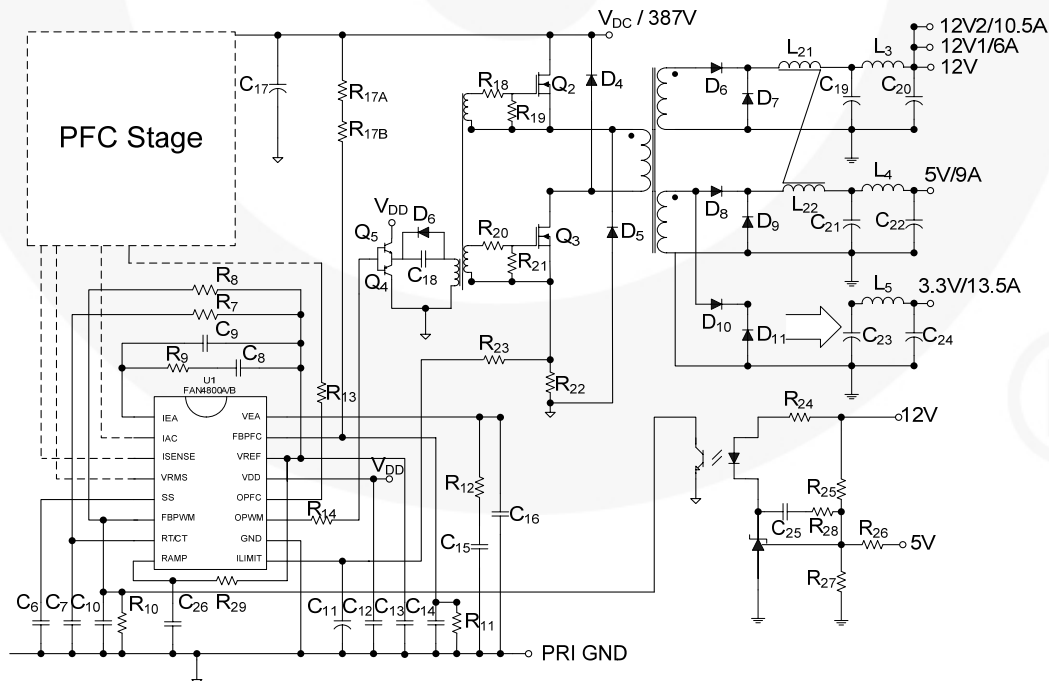 V_DC / 387V
12V2/10.5A
12V1/6A
12V
L21
L3
C17
R17A
R17B
R18
Q2
R19
D4
D6
D7
C19
C20
PFC Stage
VDD
D6
Q5
Q4
C18
R20
Q3
R21
D5
D8
D9
L22
C21
L4
C22
5V/9A
D10
D11
C23
L5
C24
3.3V/13.5A
R8
R7
C9
R9
C8
R23
R22
R13
U1
FAN4800A/B
IEA
IAC
ISENSE
VRMS
SS
FBPWM
RT/CT
RAMP
VEA
FBPFC
VREF
VDD
OPFC
OPWM
GND
ILIMIT
VDD
R14
R12
C15
C16
R24
12V
R25
C25
R28
R26
5V
R27
C6
C7
C10
R10
C26
R29
C11
C12
C13
C14
R11
PRI GND